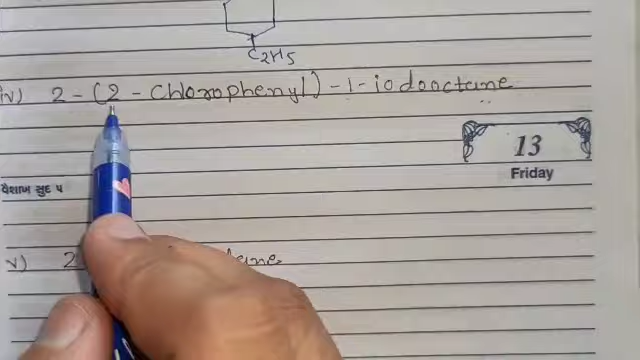 C2H5
iv) 2-(2-Chlorophenyl)-1-iodooctane
13
Friday
વૈશાખ સુદ ૫
v) 2